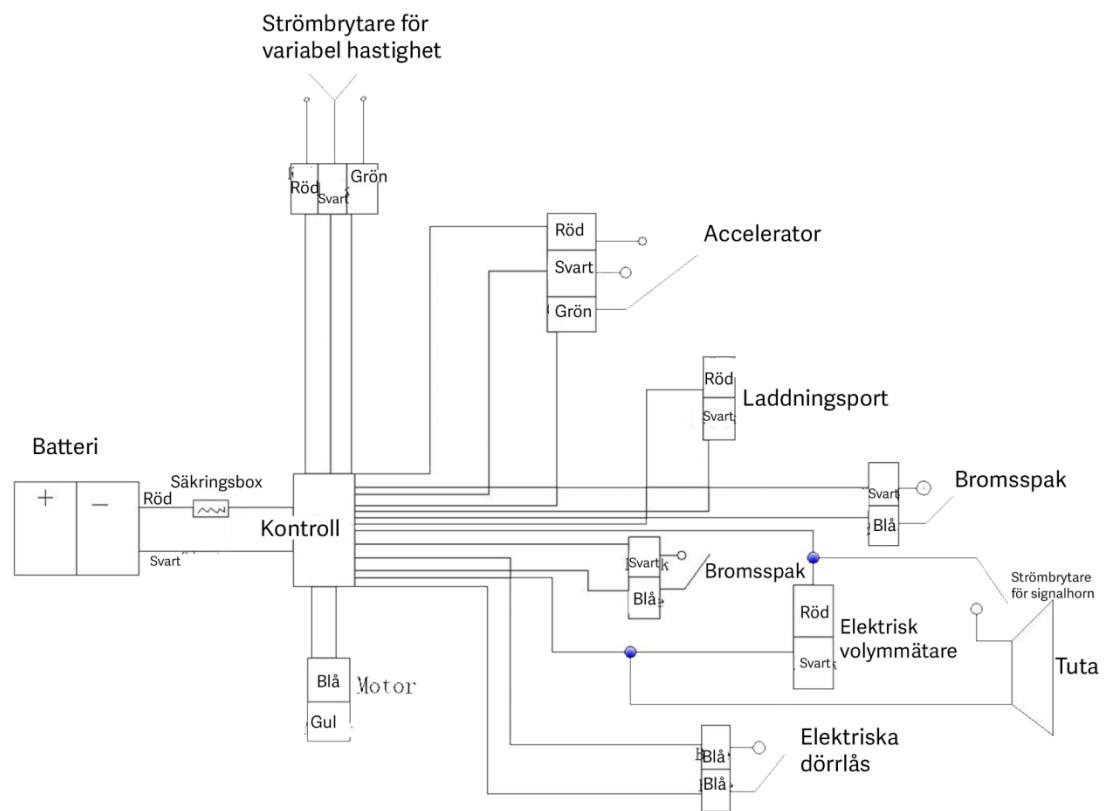 Strömbrytare för
variabel hastighet
Röd
Svart
Grön
Röd
Svart
Grön
Accelerator
Röd
Svart
Laddningsport
Batteri
+
−
Röd
Säkringsbox
Svart
Kontroll
Svart
Blå
Bromsspak
Svart
Blå
Bromsspak
Strömbrytare
för signalhorn
Röd
Svart
Elektrisk
volymmätare
Tuta
Blå
Gul
Motor
Blå
Blå
Elektriska
dörrlås